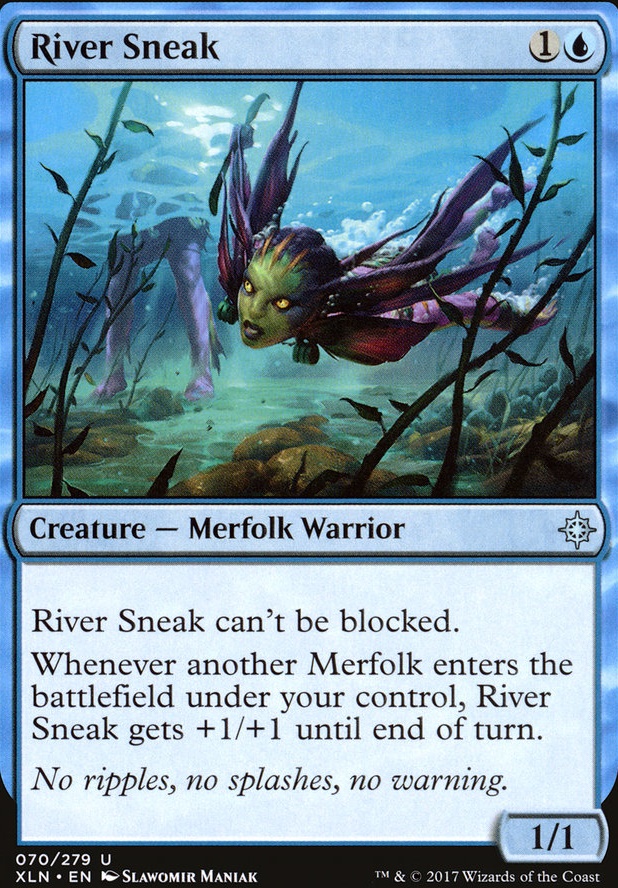 River Sneak 1
Creature — Merfolk Warrior
River Sneak can't be blocked.
Whenever another Merfolk enters the
battlefield under your control, River
Sneak gets +1/+1 until end of turn.
No ripples, no splashes, no warning.
1/1
070/279 U
XLN • EN Slawomir Maniak
™ & © 2017 Wizards of the Coast